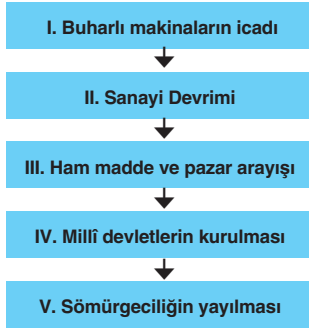 I. Buharlı makinaların icadı
II. Sanayi Devrimi
III. Ham madde ve pazar arayışı
IV. Millî devletlerin kurulması
V. Sömürgeciliğin yayılması